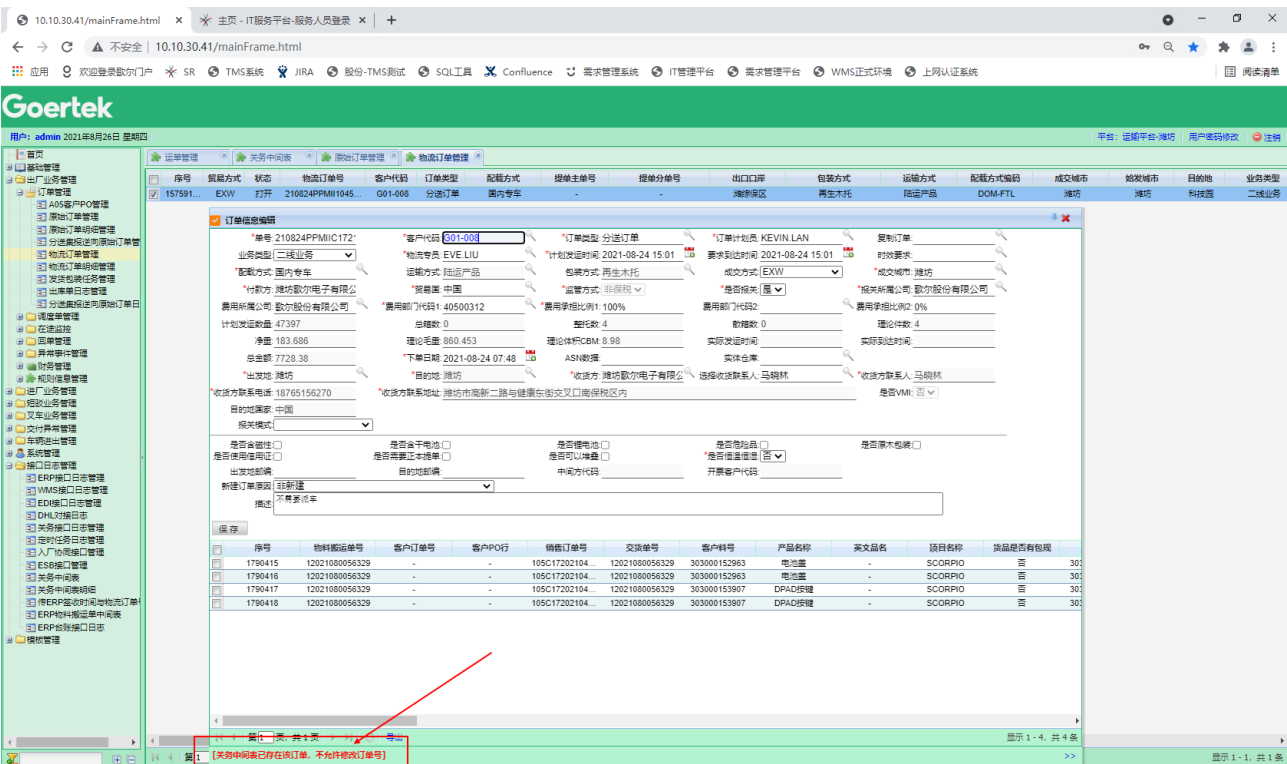 10.10.30.41/mainFrame.html × 主页 - IT服务平台-服务人员登录 × +
不安全 | 10.10.30.41/mainFrame.html
应用 欢迎登录歌尔门户 SR TMS系统 JIRA 股份-TMS测试 SQL工具 Confluence 需求管理系统 IT管理平台 需求管理平台 WMS正式环境 上网认证系统 阅读清单
Goertek
用户: admin 2021年8月26日 星期四 平台: 运输平台-潍坊 用户密码修改 注销
首页
基础管理
出厂业务管理
订单管理
A05客户PO管理
原始订单管理
原始订单明细管理
分送集报送向原始订单管
物流订单管理
物流订单明细管理
发货包装任务管理
出库单日志管理
分送集报送向原始订单日
调度单管理
在途监控
回单管理
异常事件管理
财务管理
规则信息管理
进厂业务管理
短驳业务管理
叉车业务管理
交付异常管理
车辆进出管理
系统管理
接口日志管理
ERP接口日志管理
WMS接口日志管理
EDI接口日志管理
DHL对接日志
关务接口日志管理
定时任务日志管理
入厂协同接口管理
ESB接口管理
关务中间表
关务中间表明细
传ERP签收时间与物流订单号
ERP物料搬运单中间表
ERP台账接口日志
模板管理
运单管理 关务中间表 原始订单管理 物流订单管理
序号 贸易方式 状态 物流订单号 客户代码 订单类型 配载方式 提单主单号 提单分单号 出口口岸 包装方式 运输方式 配载方式编码 成交城市 始发城市 目的地 业务类型
157591... EXW 打开 210824PPMII1045... G01-008 分送订单 国内专车 - - 潍综保区 再生木托 陆运产品 DOM-FTL 潍坊 潍坊 科技园 二线业务
订单信息编辑
*单号: 210824PPMIIC172 *客户代码: G01-008 *订单类型: 分送订单 *订单计划员: KEVIN.LAN 复制订单:
业务类型: 二线业务 *物流专员: EVE.LIU *计划发运时间: 2021-08-24 15:01 要求到达时间: 2021-08-24 15:01 时效要求:
*配载方式: 国内专车 运输方式: 陆运产品 包装方式: 再生木托 成交方式: EXW *成交城市: 潍坊
*付款方: 潍坊歌尔电子有限公 *贸易国: 中国 *监管方式: 非保税 *是否报关: 是 *报关所属公司: 歌尔股份有限公司
费用所属公司: 歌尔股份有限公司 *费用部门代码1: 40500312 *费用承担比例1: 100% 费用部门代码2: 费用承担比例2: 0%
计划发运数量: 47397 总箱数: 0 整托数: 4 散箱数: 0 理论件数: 4
净重: 183.686 理论毛重: 860.453 理论体积CBM: 8.98 实际发运时间: 实际到达时间:
总金额: 7728.38 *下单日期: 2021-08-24 07:48 ASN数据: 实体仓库:
*出发地: 潍坊 *目的地: 潍坊 *收货方: 潍坊歌尔电子有限公 选择收货联系人: 马晓林 *收货方联系人: 马晓林
*收货方联系电话: 18765156270 *收货方联系地址: 潍坊市高新二路与健康东街交叉口南保税区内 是否VMI: 否
目的地国家: 中国
报关模式:
是否含磁性: 是否含干电池: 是否锂电池: 是否危险品: 是否原木包装:
是否使用信用证: 是否需要正本提单: 是否可以堆叠: *是否恒温恒湿: 否
出发地邮编: 目的地邮编: 中间方代码: 开票客户代码:
新建订单原因: 非新建
描述: 不需要派车
保存
序号 物料搬运单号 客户订单号 客户PO行 销售订单号 交货单号 客户料号 产品名称 英文品名 项目名称 货品是否有包规
1790415 12021080056329 - - 105C17202104... 12021080056329 303000152963 电池盖 - SCORPIO 否 303
1790416 12021080056329 - - 105C17202104... 12021080056329 303000152963 电池盖 - SCORPIO 否 303
1790417 12021080056329 - - 105C17202104... 12021080056329 303000153907 DPAD按键 - SCORPIO 否 303
1790418 12021080056329 - - 105C17202104... 12021080056329 303000153907 DPAD按键 - SCORPIO 否 303
第 1 页, 共 1 页 导出 显示 1 - 4, 共 4 条
第 1 [关务中间表已存在该订单, 不允许修改订单号] >> 显示 1 - 1, 共 1 条